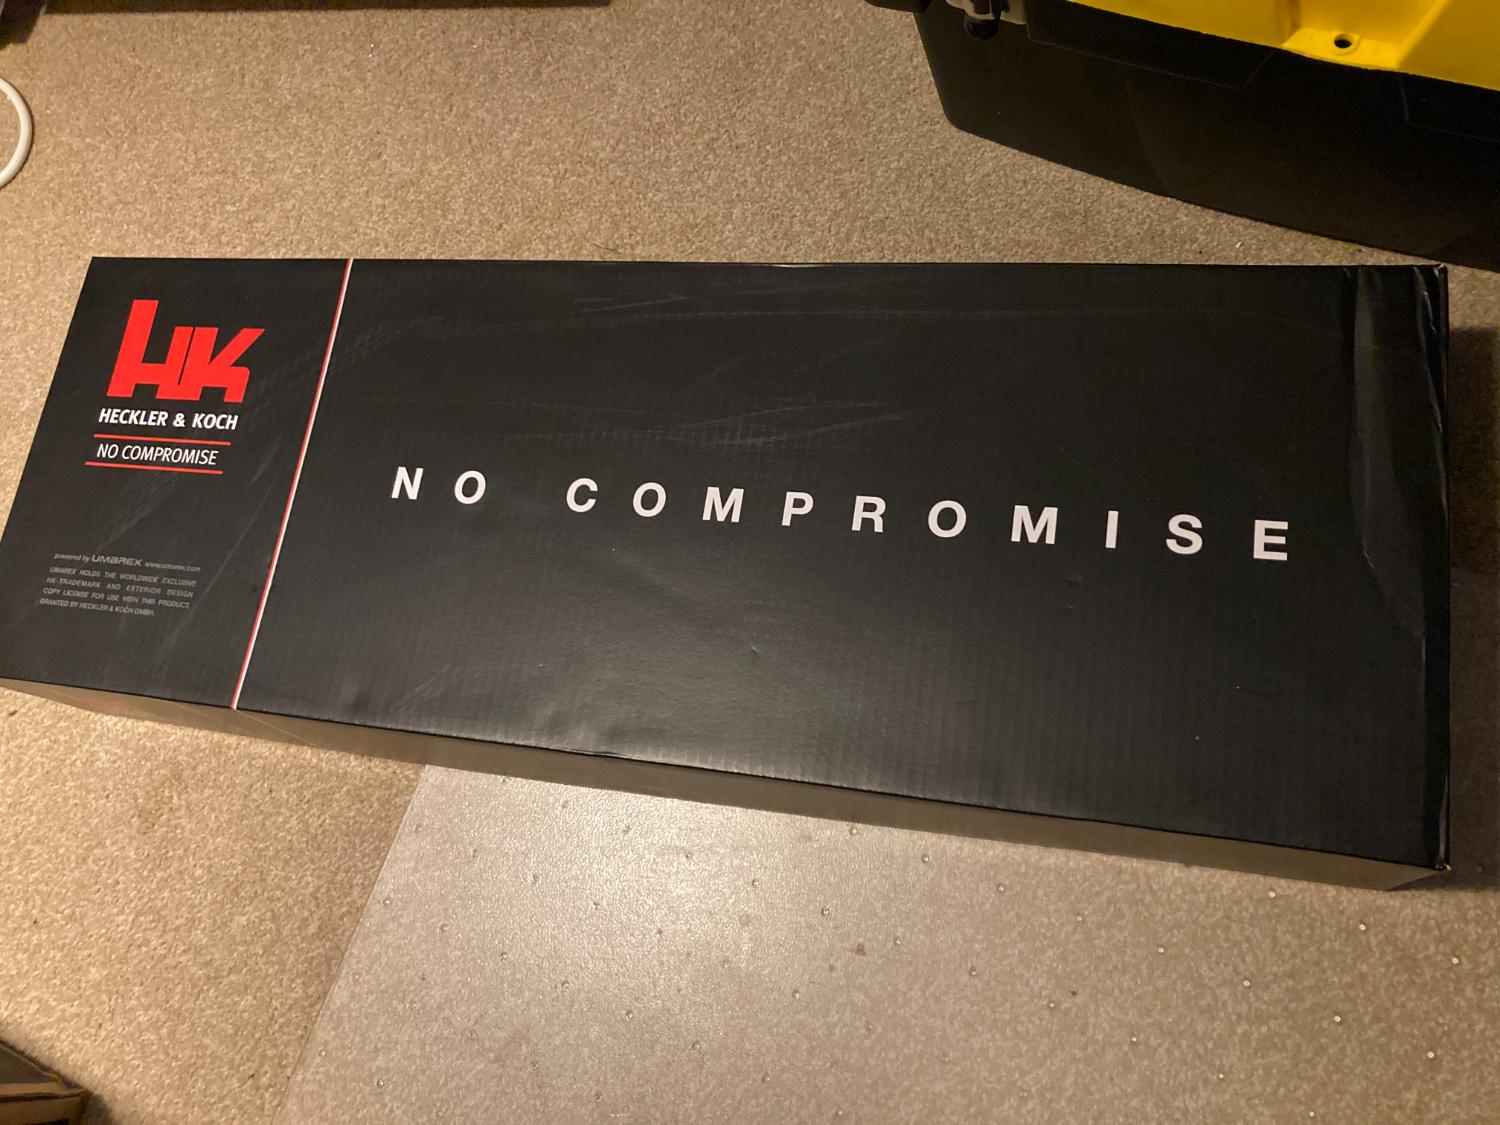 HK
HECKLER & KOCH
NO COMPROMISE
powered by UMAREX www.umarex.com
UMAREX HOLDS THE WORLDWIDE EXCLUSIVE
HK-TRADEMARK AND EXTERIOR DESIGN
COPY LICENSE FOR USE WITH THIS PRODUCT,
GRANTED BY HECKLER & KOCH GMBH.
NO COMPROMISE